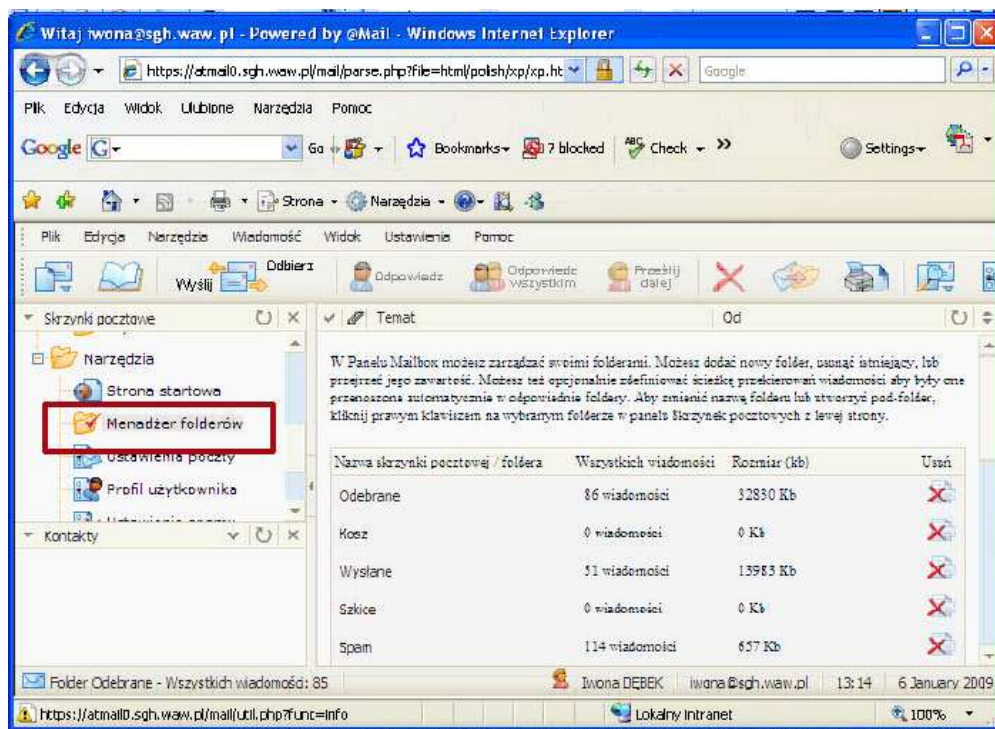 Witaj iwona@sgh.waw.pl - Powered by @Mail - Windows Internet Explorer
https://atmail0.sgh.waw.pl/mail/parse.php?file=html/polish/xp/xp.ht
Google
Plik Edycja Widok Ulubione Narzędzia Pomoc
Google G Go Bookmarks 7 blocked ABC Check » Settings
Strona Narzędzia
Plik Edycja Narzędzia Wiadomość Widok Ustawienia Pomoc
Wyślij Odbierz Odpowiedz Odpowiedz wszystkim Prześlij dalej
Skrzynki pocztowe Temat Od
Narzędzia
Strona startowa
Menadżer folderów
Ustawienia poczty
Profil użytkownika
Kontakty
W Panelu Mailbox możesz zarządzać swoimi folderami. Możesz dodać nowy folder, usunąć istniejący, lub
przejrzeć jego zawartość. Możesz też opcjonalnie zdefiniować ścieżkę przekierowań wiadomości aby były one
przenoszone automatycznie w odpowiednie foldery. Aby zmienić nazwę folderu lub utworzyć pod-folder,
kliknij prawym klawiszem na wybranym folderze w panelu Skrzynek pocztowych z lewej strony.
Nazwa skrzynki pocztowej / foldera Wszystkich wiadomości Rozmiar (kb) Usuń
Odebrane 86 wiadomości 32830 Kb
Kosz 0 wiadomości 0 Kb
Wysłane 51 wiadomości 13983 Kb
Szkice 0 wiadomości 0 Kb
Spam 114 wiadomości 657 Kb
Folder Odebrane - Wszystkich wiadomości: 85 Iwona DĘBEK iwona@sgh.waw.pl 13:14 6 January 2009
https://atmail0.sgh.waw.pl/mail/util.php?func=info Lokalny intranet 100%